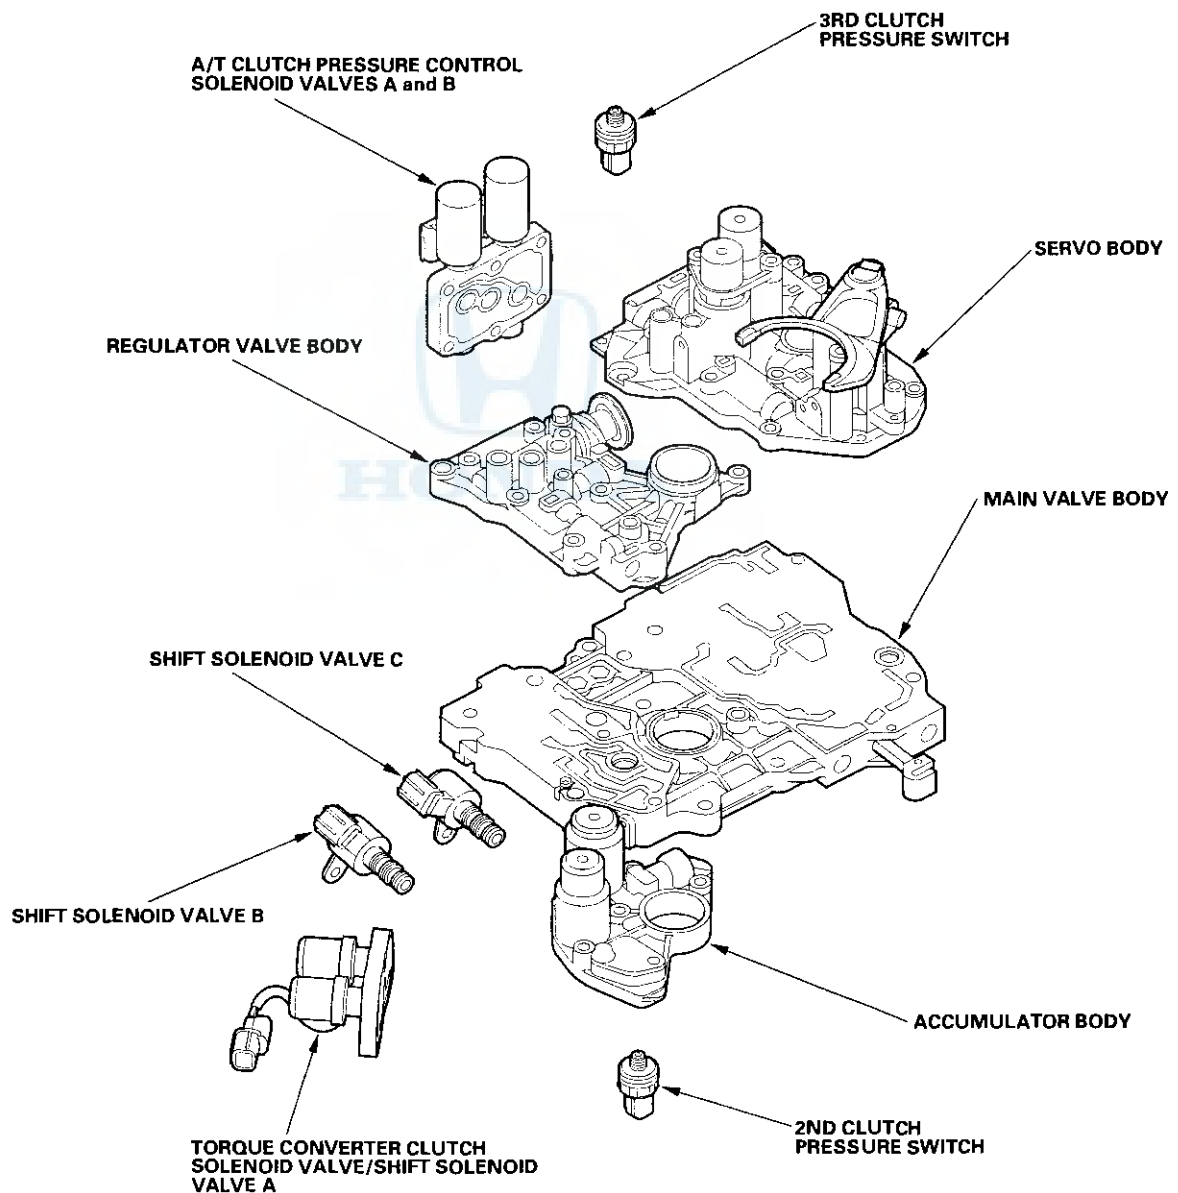 3RD CLUTCH
PRESSURE SWITCH
A/T CLUTCH PRESSURE CONTROL
SOLENOID VALVES A and B
SERVO BODY
REGULATOR VALVE BODY
HONDA
MAIN VALVE BODY
SHIFT SOLENOID VALVE C
SHIFT SOLENOID VALVE B
ACCUMULATOR BODY
2ND CLUTCH
PRESSURE SWITCH
TORQUE CONVERTER CLUTCH
SOLENOID VALVE/SHIFT SOLENOID
VALVE A